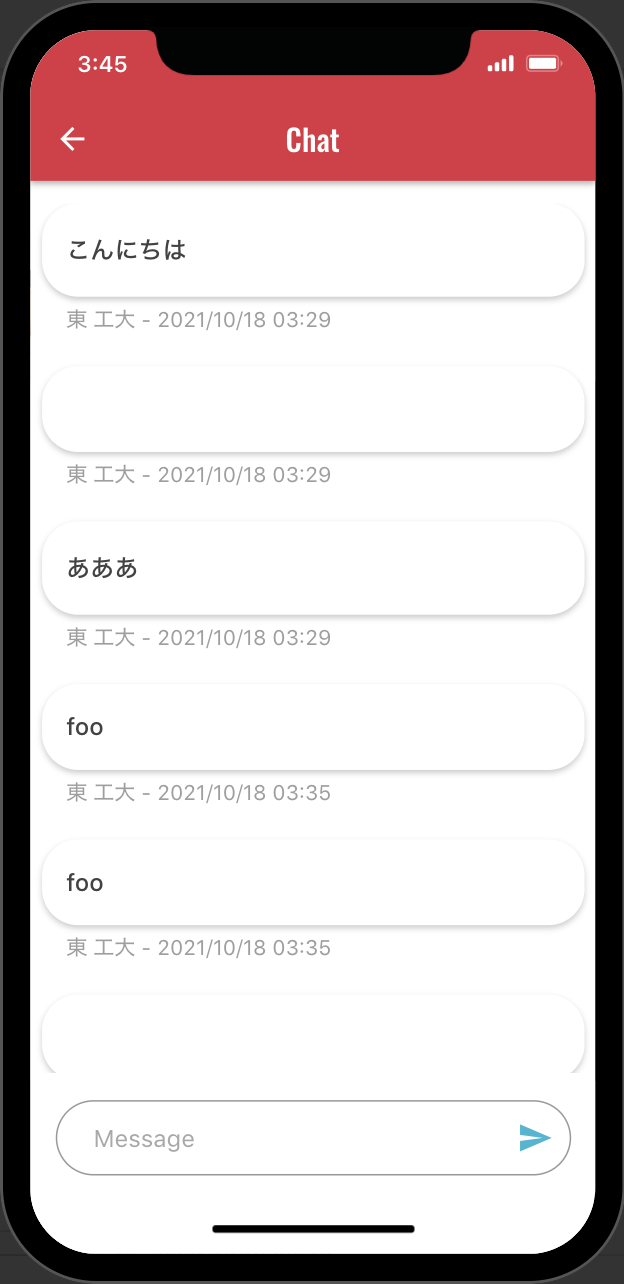 3:45
Chat
こんにちは
東 工大 - 2021/10/18 03:29
東 工大 - 2021/10/18 03:29
あああ
東 工大 - 2021/10/18 03:29
foo
東 工大 - 2021/10/18 03:35
foo
東 工大 - 2021/10/18 03:35
Message